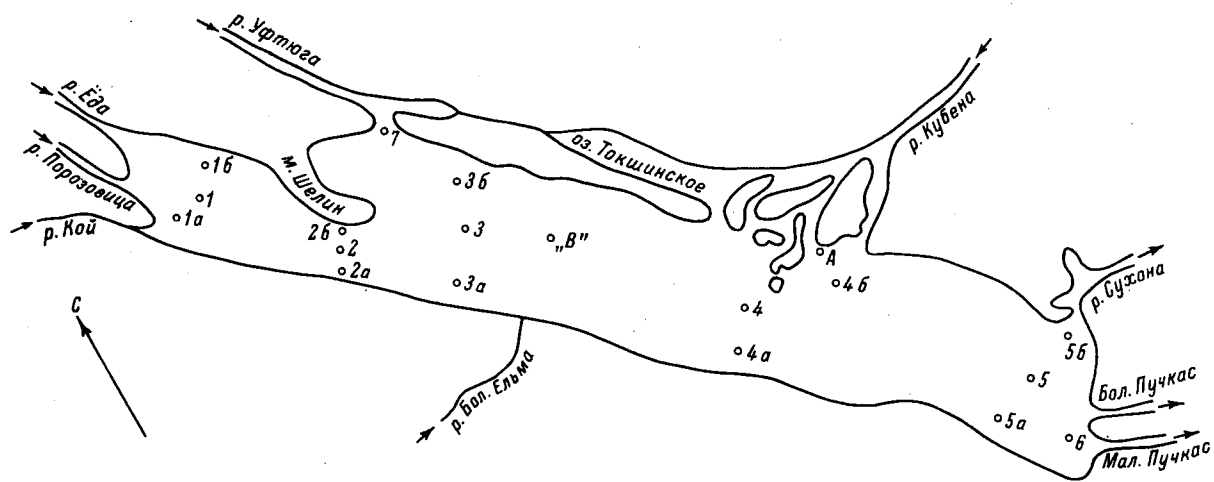 р. Уфтюга
р. Ёда
р. Порозовица
р. Кой
м. Шелин
оз. Токшинское
р. Кубена
р. Сухона
Бол. Пучкас
Мал. Пучкас
р. Бол. Ельма
С
1б
1
1а
2б
2
2а
7
3б
3
3а
„В"
А
4б
4
4а
5б
5
5а
6